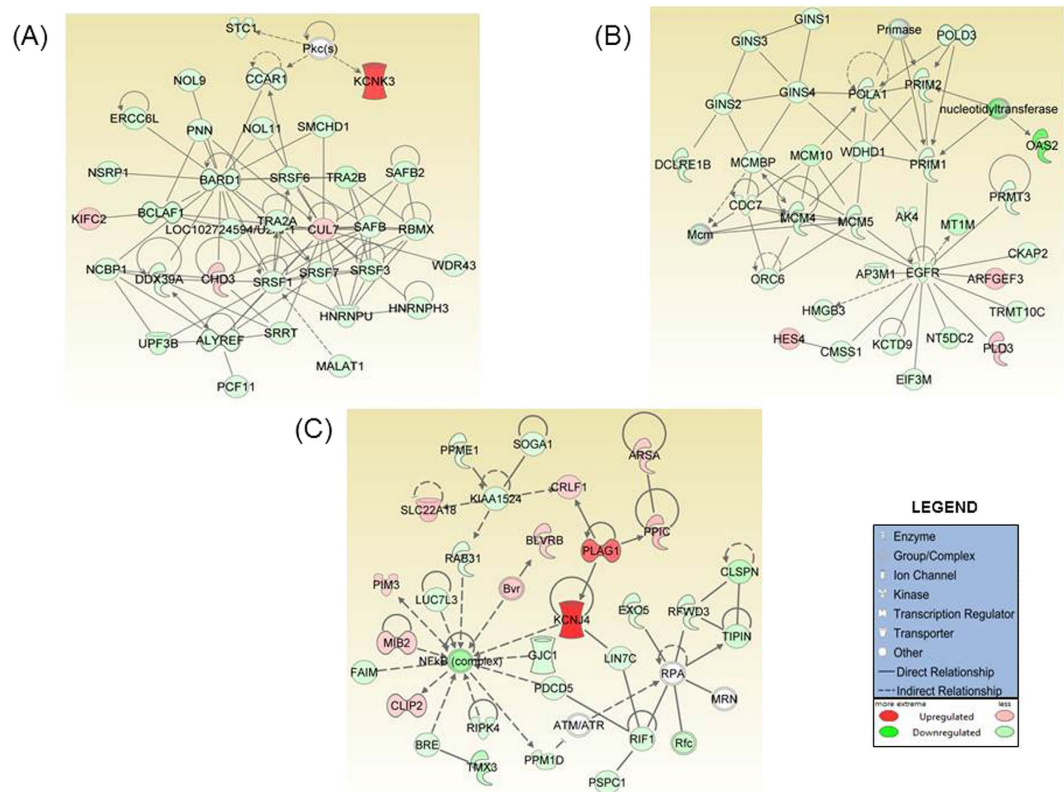 (A)
STC1
Pkc(s)
CCAR1
KCNK3
NOL9
ERCC6L
PNN
NOL11
SMCHD1
NSRP1
BARD1
SRSF6
TRA2B
SAFB2
KIFC2
BCLAF1
TRA2A
CUL7
SAFB
RBMX
NCBP1
DDX39A
CHD3
SRSF1
SRSF7
SRSF3
WDR43
HNRNPU
HNRNPH3
UPF3B
ALYREF
SRRT
MALAT1
PCF11
(B)
GINS1
GINS3
Primase
POLD3
GINS2
GINS4
POLA1
PRIM2
nucleotidyltransferase
OAS2
DCLRE1B
MCMBP
MCM10
WDHD1
PRIM1
PRMT3
CDC7
MCM4
MCM5
AK4
MT1M
Mcm
ORC6
AP3M1
EGFR
CKAP2
ARFGEF3
HMGB3
TRMT10C
HES4
CMSS1
KCTD9
NT5DC2
PLD3
EIF3M
(C)
PPME1
SOGA1
ARSA
SLC22A18
KIAA1524
CRLF1
PPIC
RAB31
BLVRB
PLAG1
PIM3
LUC7L3
Bvr
KCNJ4
EXO5
RFWD3
CLSPN
TIPIN
MIB2
NFkB (complex)
GJC1
LIN7C
FAIM
PDCD5
RPA
MRN
CLIP2
RIPK4
ATM/ATR
BRE
PPM1D
RIF1
Rfc
TMX3
PSPC1
LEGEND
Enzyme
Group/Complex
Ion Channel
Kinase
Transcription Regulator
Transporter
Other
Direct Relationship
Indirect Relationship
more extreme less
Upregulated
Downregulated